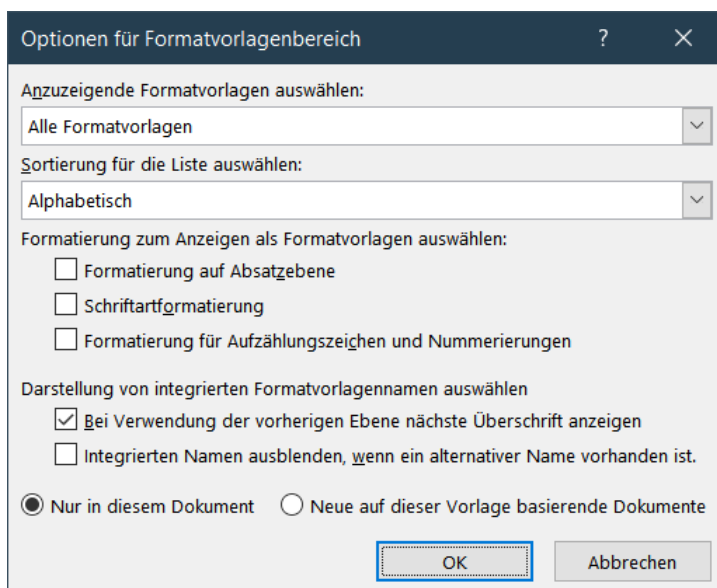 Optionen für Formatvorlagenbereich ?
Anzuzeigende Formatvorlagen auswählen:
Alle Formatvorlagen
Sortierung für die Liste auswählen:
Alphabetisch
Formatierung zum Anzeigen als Formatvorlagen auswählen:
Formatierung auf Absatzebene
Schriftartformatierung
Formatierung für Aufzählungszeichen und Nummerierungen
Darstellung von integrierten Formatvorlagennamen auswählen
Bei Verwendung der vorherigen Ebene nächste Überschrift anzeigen
Integrierten Namen ausblenden, wenn ein alternativer Name vorhanden ist.
Nur in diesem Dokument Neue auf dieser Vorlage basierende Dokumente
OK Abbrechen